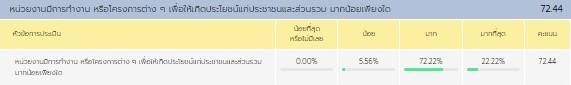 หน่วยงานมีการทำงาน หรือโครงการต่าง ๆ เพื่อให้เกิดประโยชน์แก่ประชาชนและส่วนรวม มากน้อยเพียงใด 72.44
หัวข้อการประเมิน น้อยที่สุด หรือไม่มีเลย น้อย มาก มากที่สุด คะแนน
หน่วยงานมีการทำงาน หรือโครงการต่าง ๆ เพื่อให้เกิดประโยชน์แก่ประชาชนและส่วนรวม 0.00% 5.56% 72.22% 22.22% 72.44
มากน้อยเพียงใด